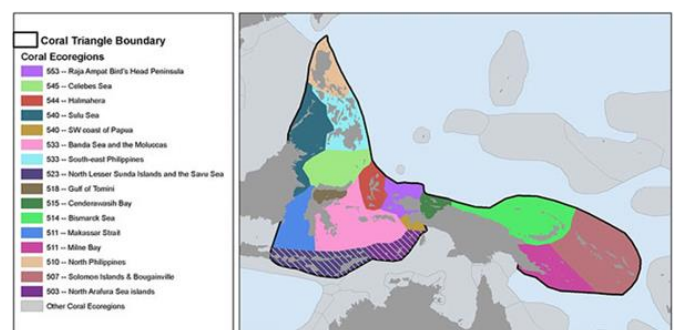 Coral Triangle Boundary
Coral Ecoregions
553 -- Raja Ampat Bird's Head Peninsula
545 -- Celebes Sea
544 -- Halmahera
540 -- Sulu Sea
540 -- SW coast of Papua
533 -- Banda Sea and the Moluccas
533 -- South-east Philippines
523 -- North Lesser Sunda Islands and the Savu Sea
518 -- Gulf of Tomini
515 -- Cenderawasih Bay
514 -- Bismarck Sea
511 -- Makassar Strait
511 -- Milne Bay
510 -- North Philippines
507 -- Solomon Islands & Bougainville
503 -- North Arafura Sea islands
Other Coral Ecoregions